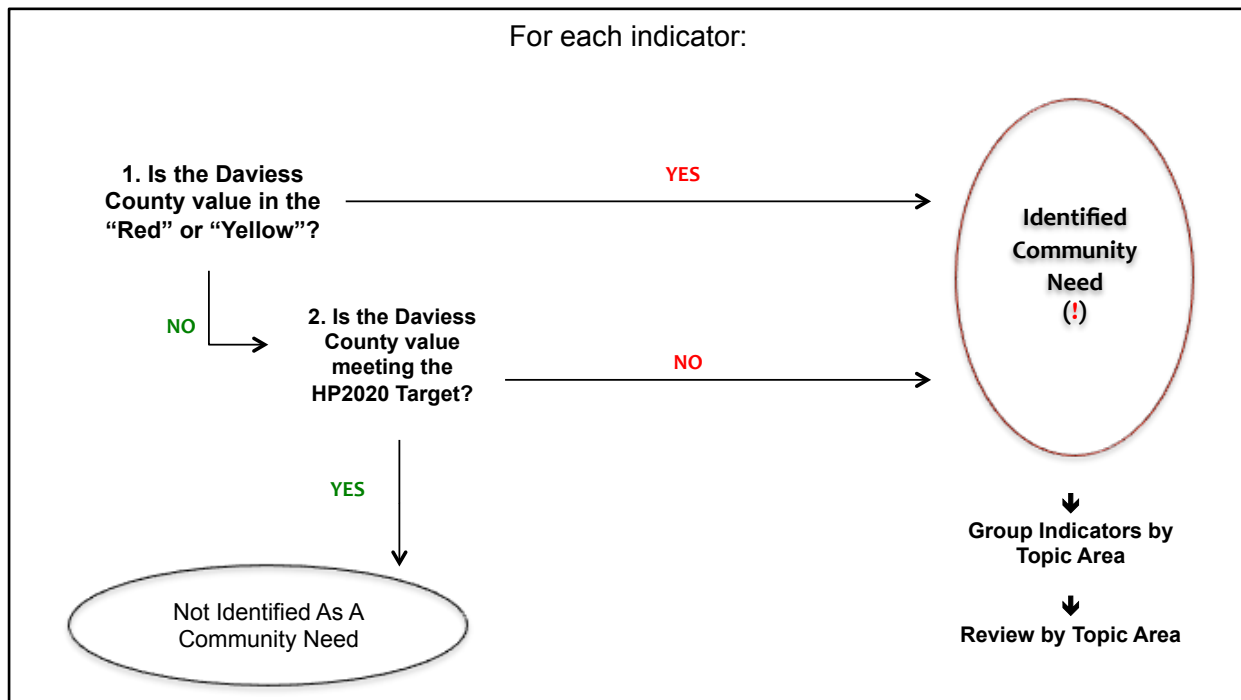 For each indicator:
1. Is the Daviess
County value in the
“Red” or “Yellow”?
YES
Identified
Community
Need
(!)
NO
2. Is the Daviess
County value
meeting the
HP2020 Target?
NO
YES
Group Indicators by
Topic Area
Review by Topic Area
Not Identified As A
Community Need